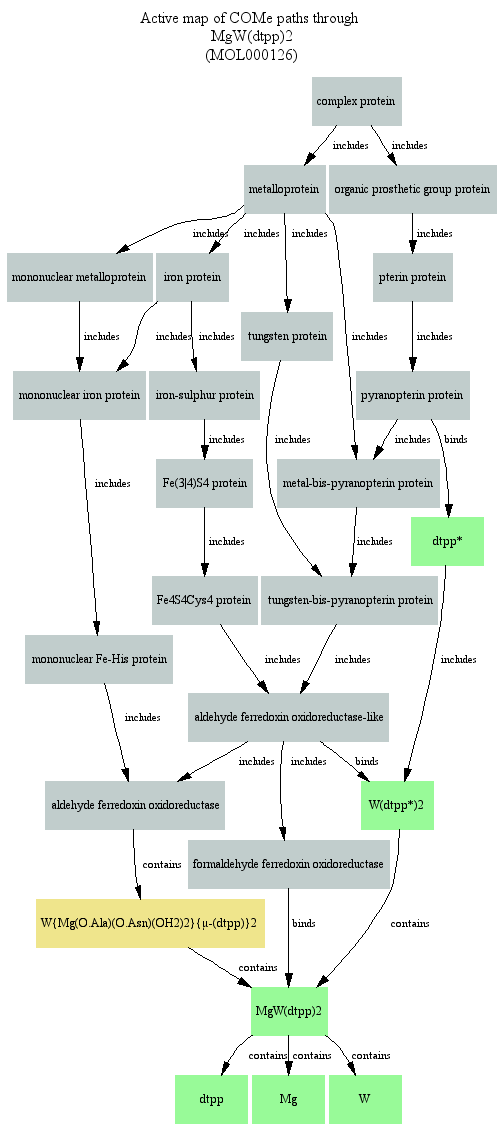 Active map of COMe paths through
MgW(dtpp)2
(MOL000126)
complex protein
includes
includes
metalloprotein
organic prosthetic group protein
includes
includes
includes
includes
mononuclear metalloprotein
iron protein
pterin protein
tungsten protein
includes
includes
includes
includes
includes
mononuclear iron protein
iron-sulphur protein
pyranopterin protein
includes
includes
includes
includes
binds
Fe(3|4)S4 protein
metal-bis-pyranopterin protein
dtpp*
includes
includes
Fe4S4Cys4 protein
tungsten-bis-pyranopterin protein
mononuclear Fe-His protein
includes
includes
includes
includes
aldehyde ferredoxin oxidoreductase-like
includes
includes
binds
aldehyde ferredoxin oxidoreductase
W(dtpp*)2
formaldehyde ferredoxin oxidoreductase
contains
W{Mg(O.Ala)(O.Asn)(OH2)2}{μ-(dtpp)}2
binds
contains
contains
MgW(dtpp)2
contains
contains
contains
dtpp
Mg
W